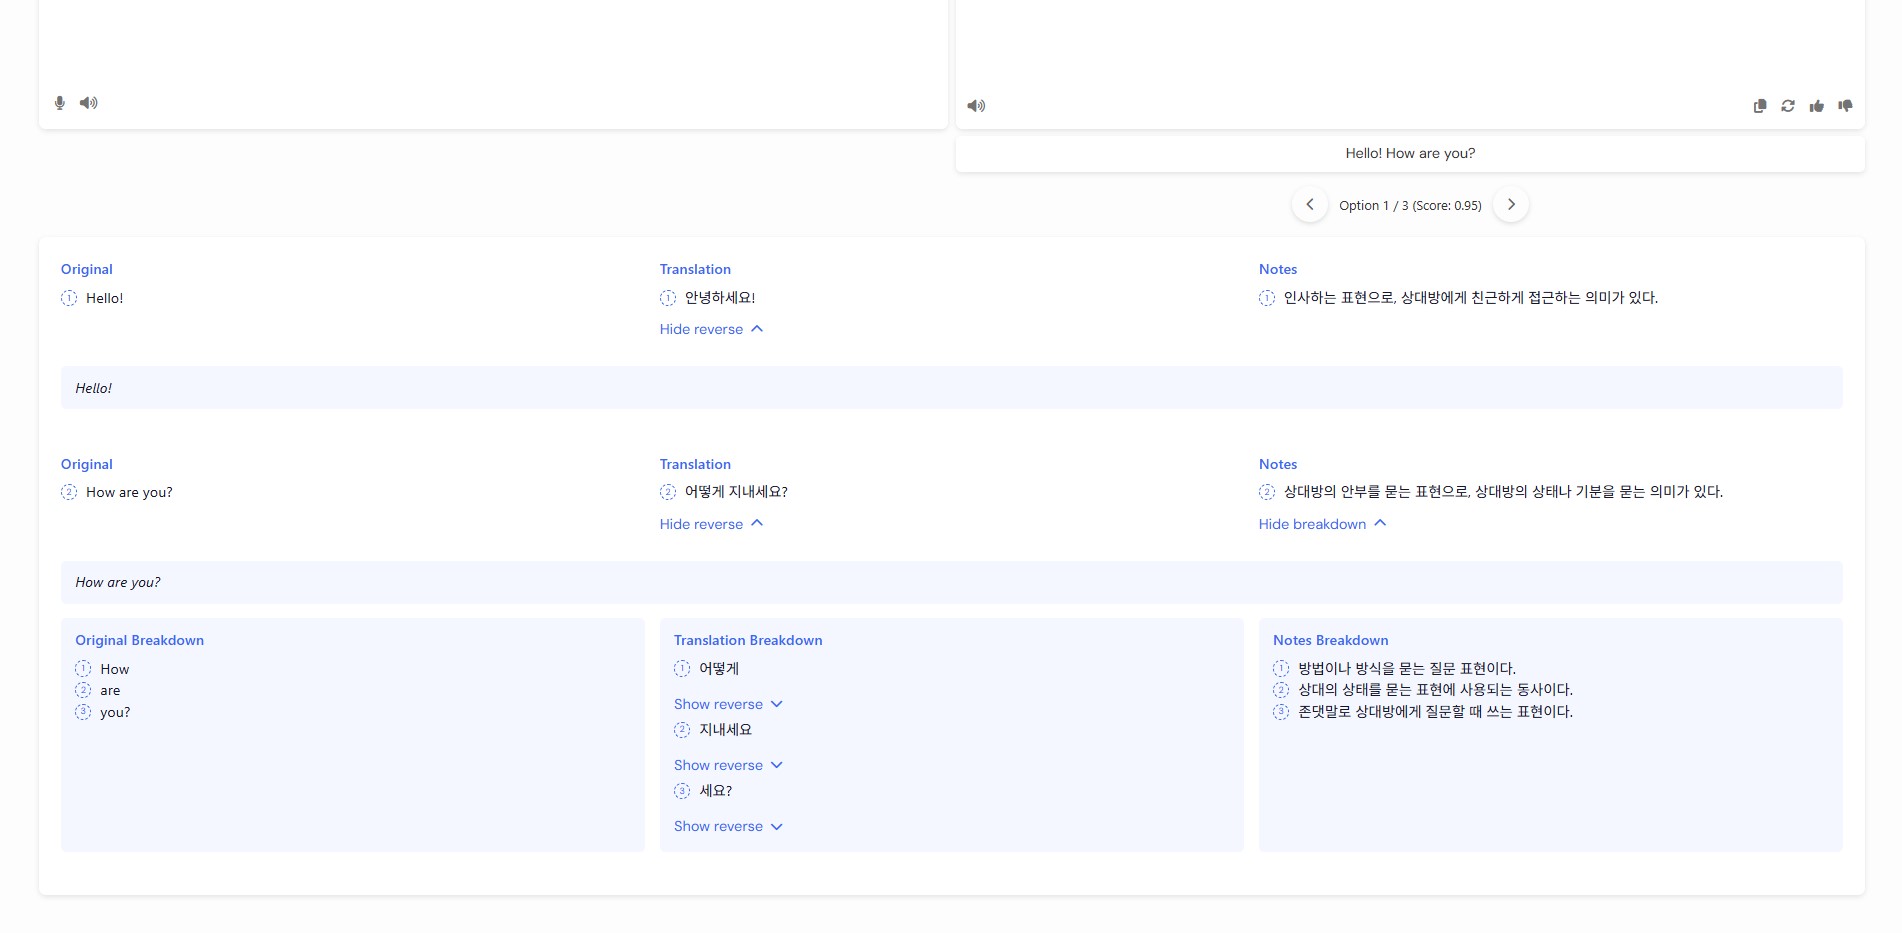 Hello! How are you?
Option 1 / 3 (Score: 0.95)
Original
1 Hello!
Translation
1 안녕하세요!
Hide reverse
Notes
1 인사하는 표현으로, 상대방에게 친근하게 접근하는 의미가 있다.
Hello!
Original
2 How are you?
Translation
2 어떻게 지내세요?
Hide reverse
Notes
2 상대방의 안부를 묻는 표현으로, 상대방의 상태나 기분을 묻는 의미가 있다.
Hide breakdown
How are you?
Original Breakdown
1 How
2 are
3 you?
Translation Breakdown
1 어떻게
Show reverse
2 지내세요
Show reverse
3 세요?
Show reverse
Notes Breakdown
1 방법이나 방식을 묻는 질문 표현이다.
2 상대의 상태를 묻는 표현에 사용되는 동사이다.
3 존댓말로 상대방에게 질문할 때 쓰는 표현이다.